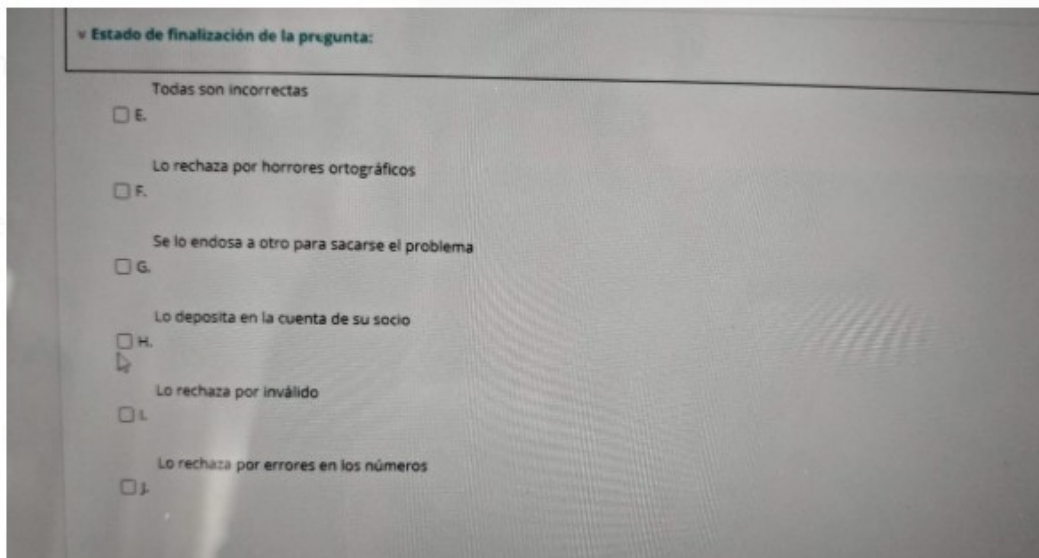 Estado de finalización de la pregunta:
Todas son incorrectas
E.
Lo rechaza por horrores ortográficos
F.
Se lo endosa a otro para sacarse el problema
G.
Lo deposita en la cuenta de su socio
H.
Lo rechaza por inválido
I.
Lo rechaza por errores en los números
J.